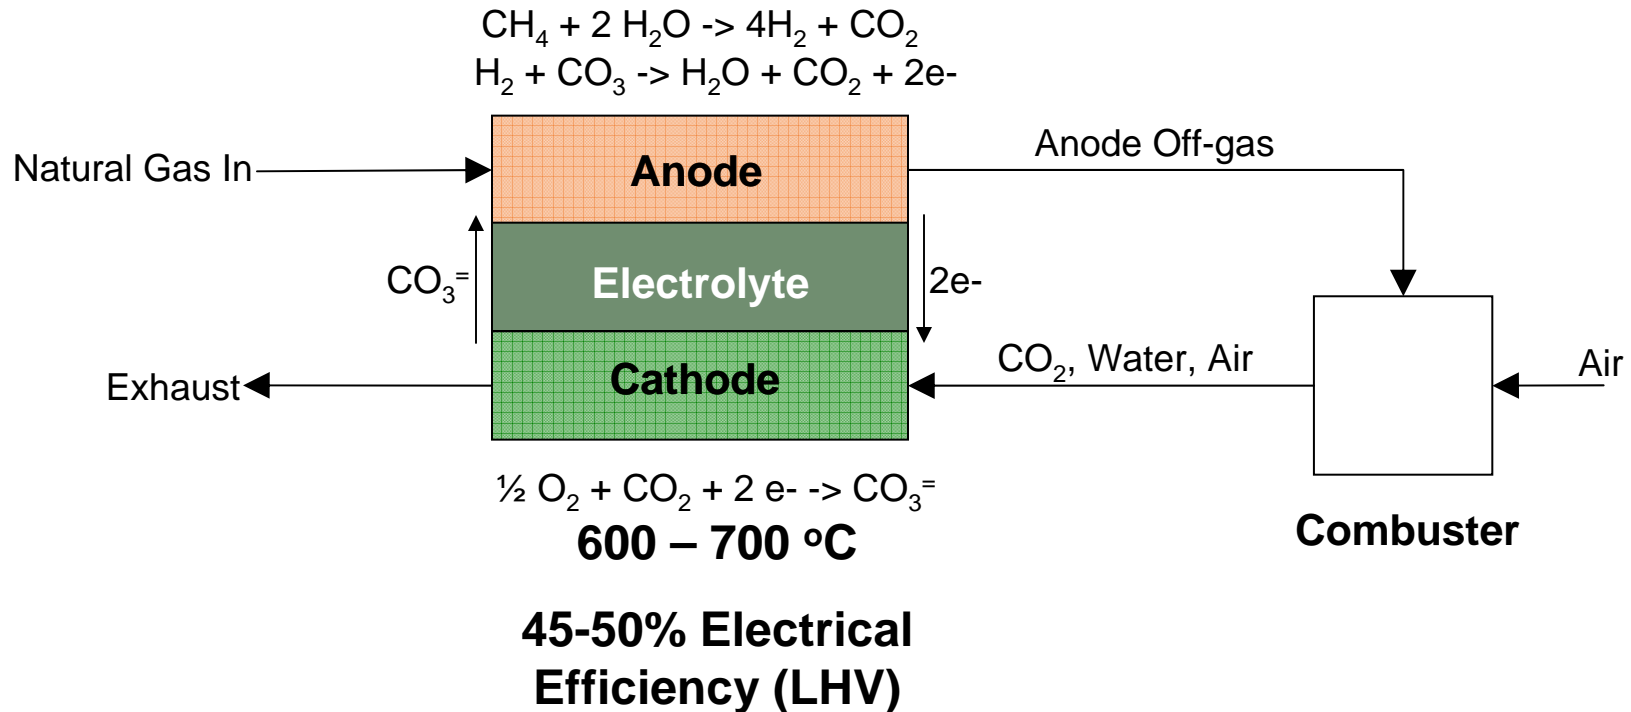 CH₄ + 2 H₂O -> 4H₂ + CO₂
H₂ + CO₃ -> H₂O + CO₂ + 2e-
Natural Gas In
Anode
Anode Off-gas
CO₃⁼
Electrolyte
2e-
Exhaust
Cathode
CO₂, Water, Air
Air
½ O₂ + CO₂ + 2 e- -> CO₃⁼
600 – 700 ºC
Combuster
45-50% Electrical
Efficiency (LHV)